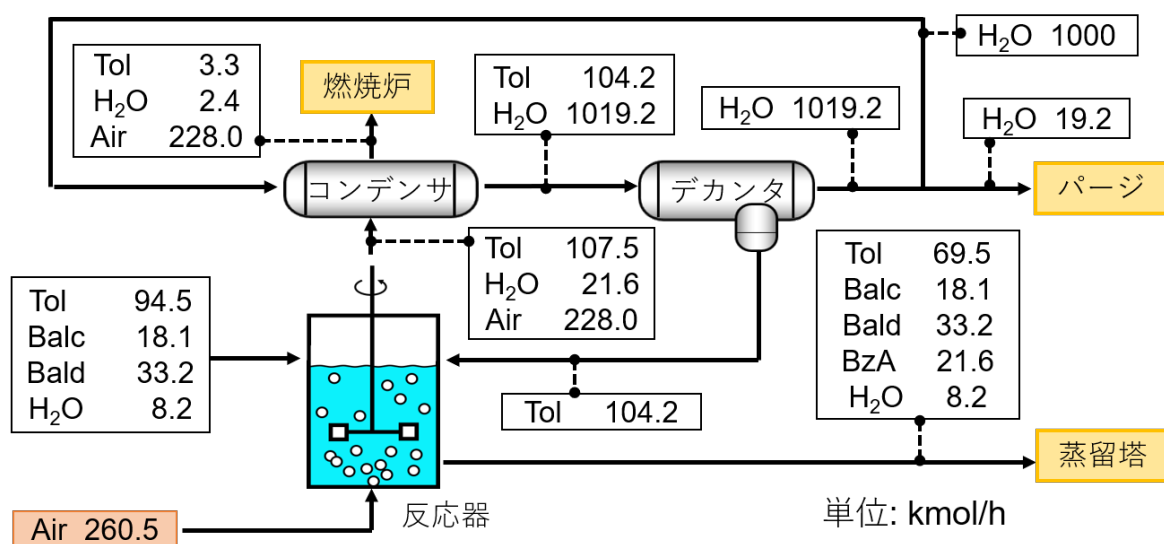 H₂O 1000
Tol 3.3
H₂O 2.4
Air 228.0
燃焼炉
Tol 104.2
H₂O 1019.2
H₂O 1019.2
H₂O 19.2
コンデンサ
デカンタ
パージ
Tol 107.5
H₂O 21.6
Air 228.0
Tol 69.5
Balc 18.1
Bald 33.2
BzA 21.6
H₂O 8.2
Tol 94.5
Balc 18.1
Bald 33.2
H₂O 8.2
Tol 104.2
蒸留塔
反応器
単位: kmol/h
Air 260.5